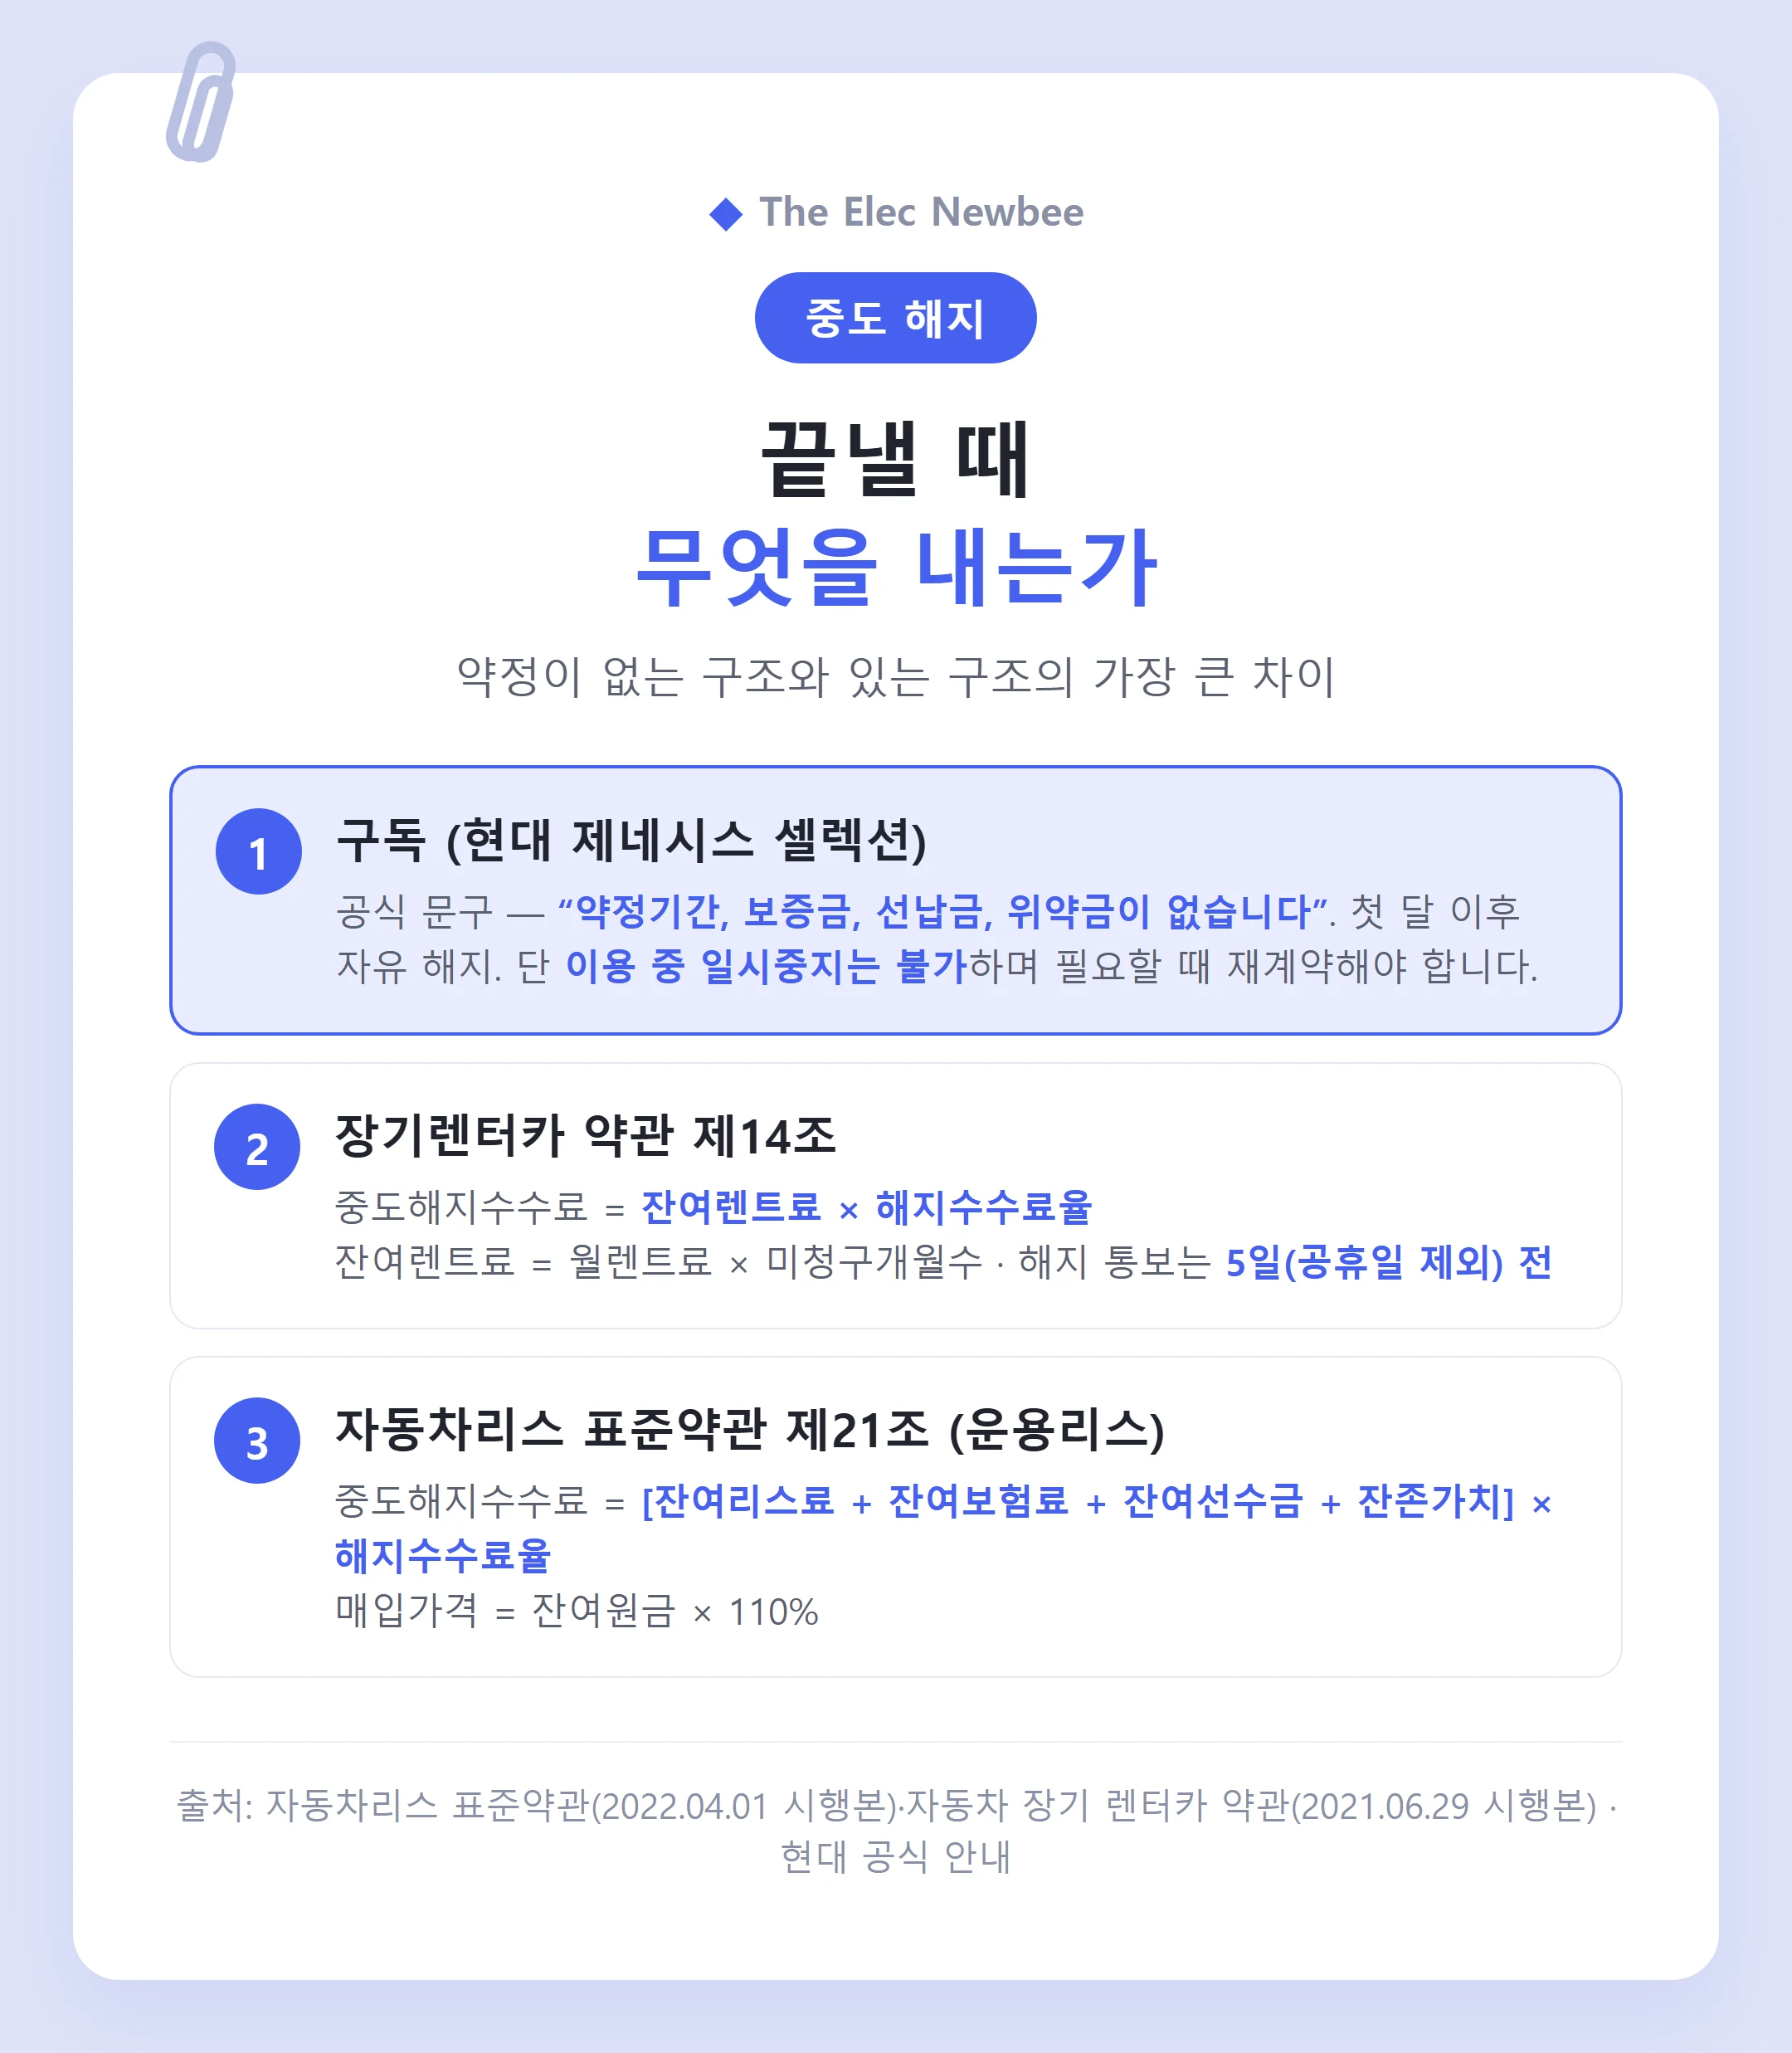 ◆ The Elec Newbee
중도 해지
끝낼 때
무엇을 내는가
약정이 없는 구조와 있는 구조의 가장 큰 차이
1
구독 (현대 제네시스 셀렉션)
공식 문구 — “약정기간, 보증금, 선납금, 위약금이 없습니다”. 첫 달 이후
자유 해지. 단 이용 중 일시중지는 불가하며 필요할 때 재계약해야 합니다.
2
장기렌터카 약관 제14조
중도해지수수료 = 잔여렌트료 × 해지수수료율
잔여렌트료 = 월렌트료 × 미청구개월수 · 해지 통보는 5일(공휴일 제외) 전
3
자동차리스 표준약관 제21조 (운용리스)
중도해지수수료 = [잔여리스료 + 잔여보험료 + 잔여선수금 + 잔존가치] ×
해지수수료율
매입가격 = 잔여원금 × 110%
출처: 자동차리스 표준약관(2022.04.01 시행본)·자동차 장기 렌터카 약관(2021.06.29 시행본) ·
현대 공식 안내